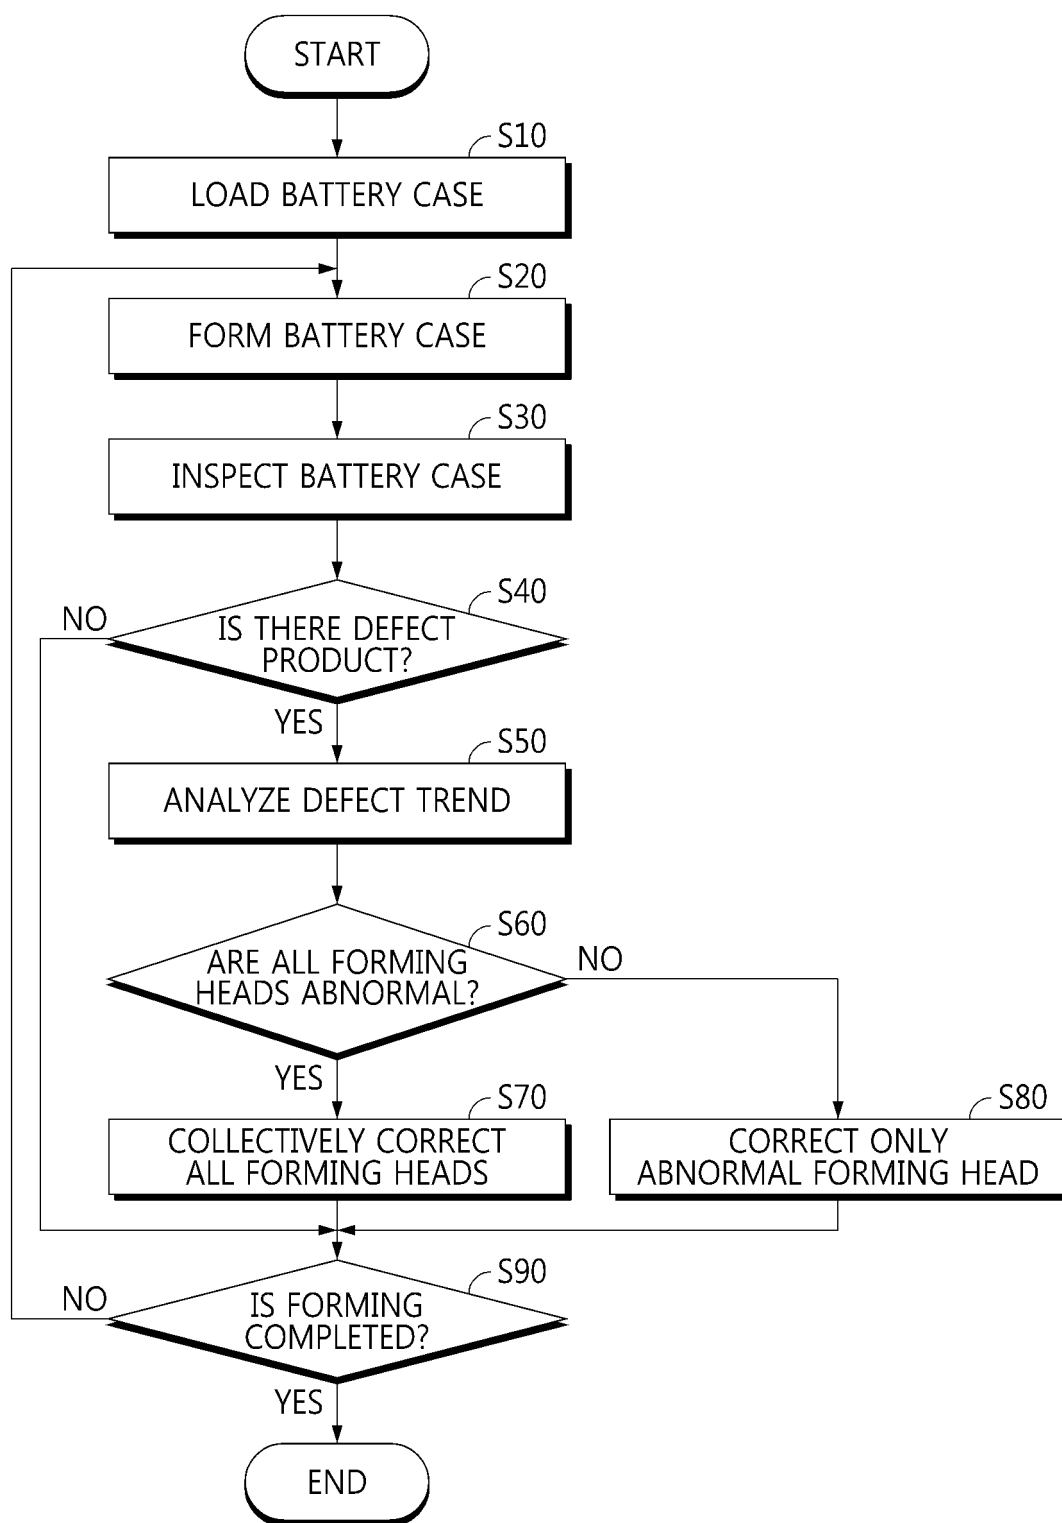 START
S10
LOAD BATTERY CASE
S20
FORM BATTERY CASE
S30
INSPECT BATTERY CASE
S40
NO
IS THERE DEFECT
PRODUCT?
YES
S50
ANALYZE DEFECT TREND
S60
ARE ALL FORMING
HEADS ABNORMAL?
NO
YES
S70
COLLECTIVELY CORRECT
ALL FORMING HEADS
S80
CORRECT ONLY
ABNORMAL FORMING HEAD
S90
NO
IS FORMING
COMPLETED?
YES
END